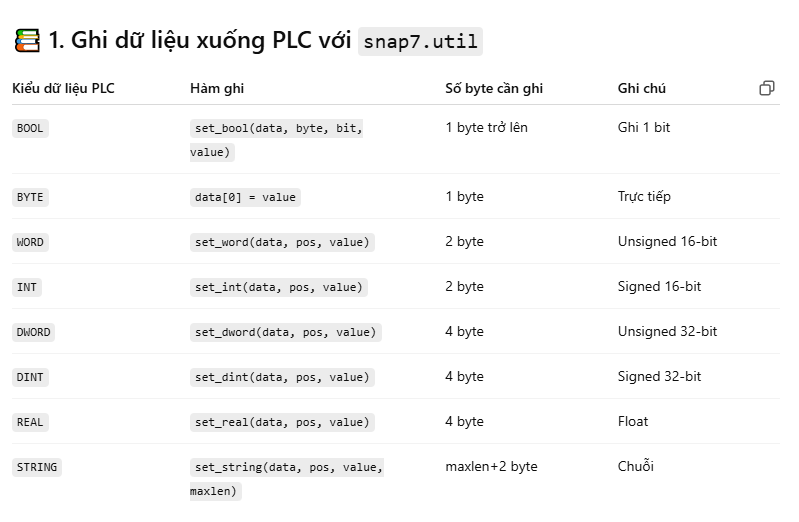 📚 1. Ghi dữ liệu xuống PLC với snap7.util
Kiểu dữ liệu PLC Hàm ghi Số byte cần ghi Ghi chú
BOOL set_bool(data, byte, bit, 1 byte trở lên Ghi 1 bit
value)
BYTE data[0] = value 1 byte Trực tiếp
WORD set_word(data, pos, value) 2 byte Unsigned 16-bit
INT set_int(data, pos, value) 2 byte Signed 16-bit
DWORD set_dword(data, pos, value) 4 byte Unsigned 32-bit
DINT set_dint(data, pos, value) 4 byte Signed 32-bit
REAL set_real(data, pos, value) 4 byte Float
STRING set_string(data, pos, value, maxlen+2 byte Chuỗi
maxlen)